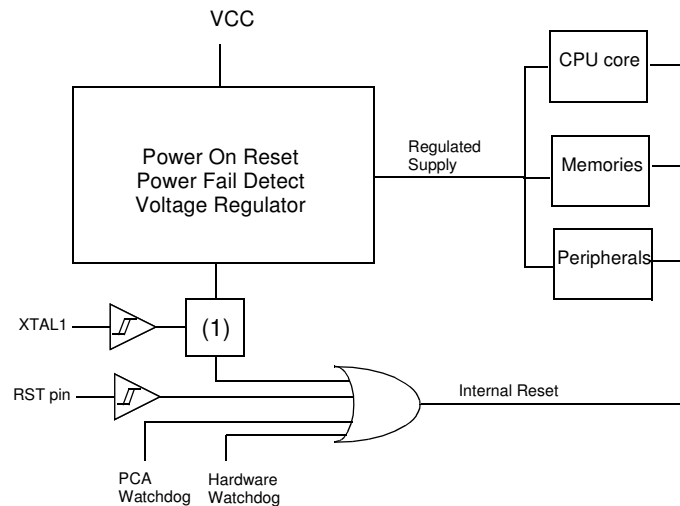 VCC
CPU core
Power On Reset
Power Fail Detect
Voltage Regulator
Regulated
Supply
Memories
Peripherals
XTAL1
(1)
RST pin
Internal Reset
PCA
Watchdog
Hardware
Watchdog